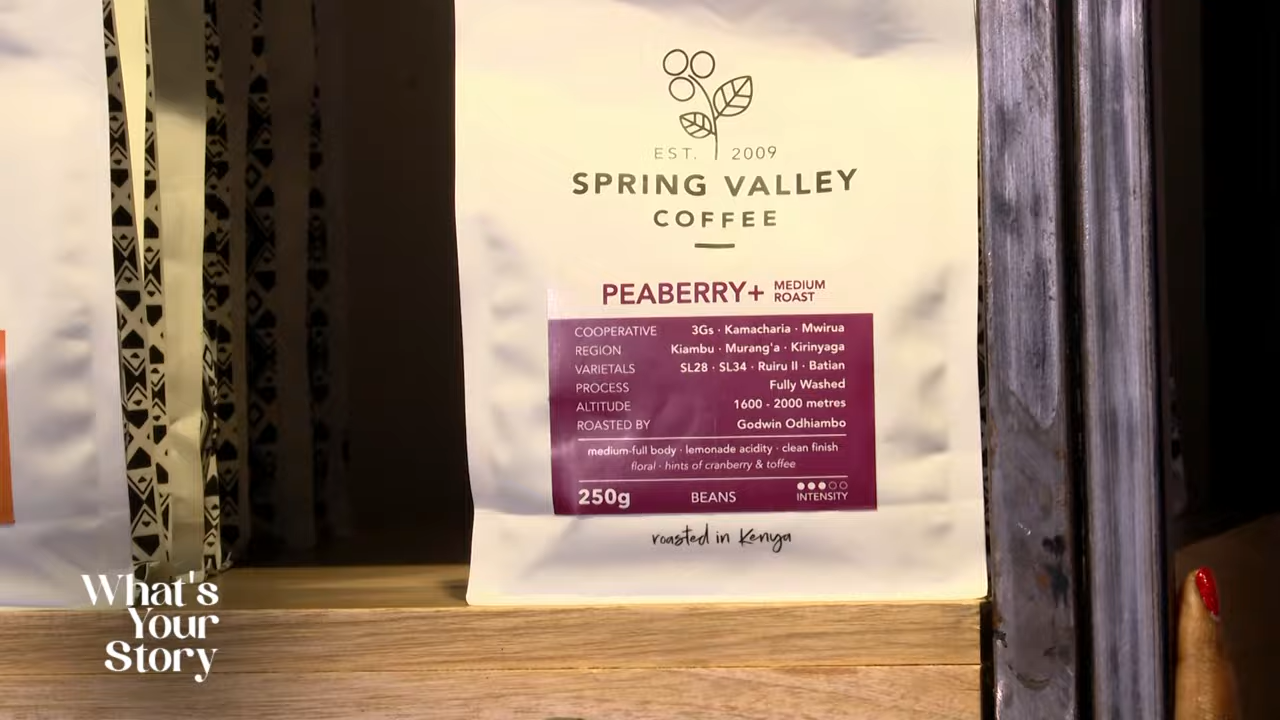 EST. 2009
SPRING VALLEY
COFFEE
PEABERRY+ MEDIUM ROAST
COOPERATIVE 3Gs · Kamacharia · Mwirua
REGION Kiambu · Murang'a · Kirinyaga
VARIETALS SL28 · SL34 · Ruiru II · Batian
PROCESS Fully Washed
ALTITUDE 1600 - 2000 metres
ROASTED BY Godwin Odhiambo
medium-full body · lemonade acidity · clean finish
floral · hints of cranberry & toffee
250g BEANS INTENSITY
roasted in Kenya
What's
Your
Story